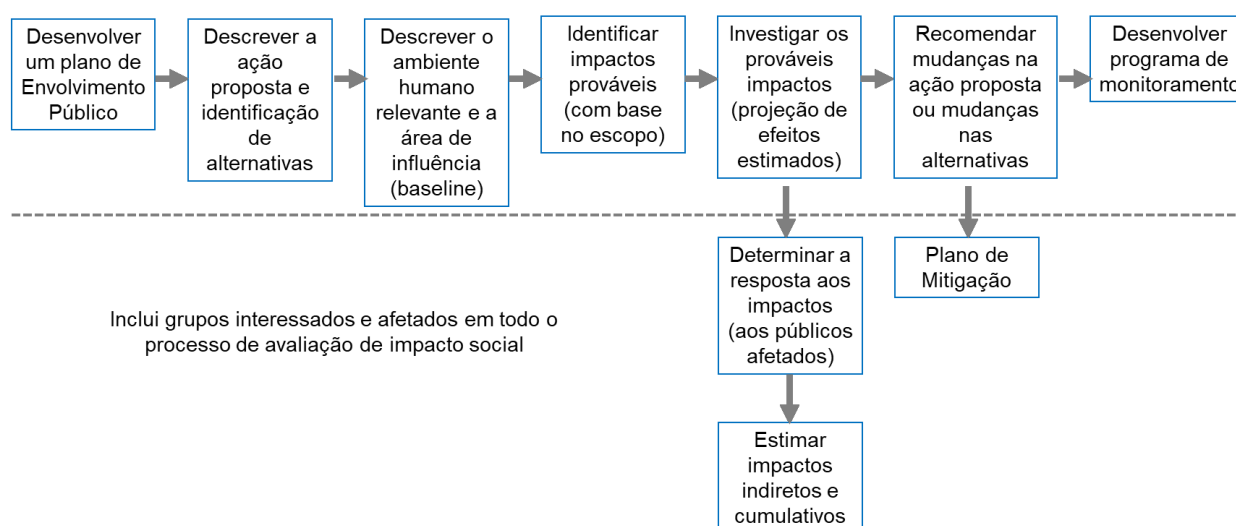 Desenvolver
um plano de
Envolvimento
Público
Descrever a
ação
proposta e
identificação
de
alternativas
Descrever o
ambiente
humano
relevante e a
área de
influência
(baseline)
Identificar
impactos
prováveis
(com base
no escopo)
Investigar os
prováveis
impactos
(projeção de
efeitos
estimados)
Recomendar
mudanças na
ação proposta
ou mudanças
nas
alternativas
Desenvolver
programa de
monitoramento
Determinar a
resposta aos
impactos
(aos públicos
afetados)
Plano de
Mitigação
Inclui grupos interessados e afetados em todo o
processo de avaliação de impacto social
Estimar
impactos
indiretos e
cumulativos